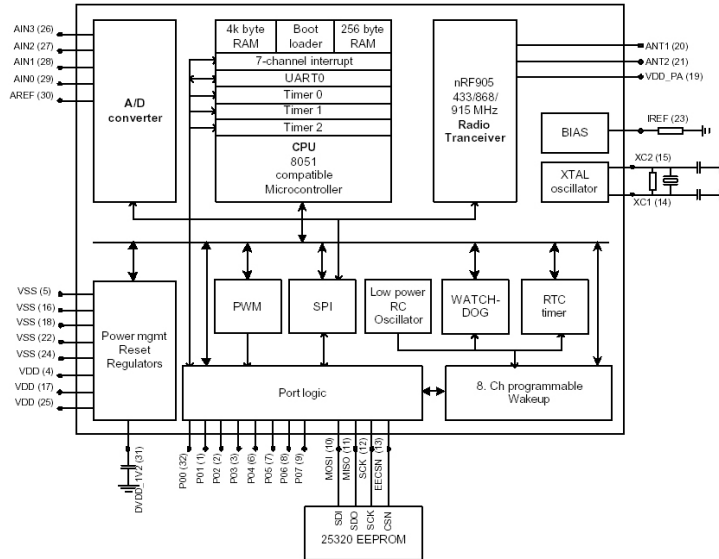 AIN3 (26)
AIN2 (27)
AIN1 (28)
AIN0 (29)
AREF (30)
A/D
converter
4k byte
RAM
Boot
loader
256 byte
RAM
7-channel interrupt
UART0
Timer 0
Timer 1
Timer 2
CPU
8051
compatible
Microcontroller
nRF905
433/868/
915 MHz
Radio
Tranceiver
ANT1 (20)
ANT2 (21)
VDD_PA (19)
BIAS
IREF (23)
XTAL
oscillator
XC2 (15)
XC1 (14)
VSS (5)
VSS (16)
VSS (18)
VSS (22)
VSS (24)
VDD (4)
VDD (17)
VDD (25)
Power mgmt
Reset
Regulators
PWM
SPI
Low power
RC
Oscillator
WATCH-
DOG
RTC
timer
Port logic
8. Ch programmable
Wakeup
DVDD_1V2 (31)
P00 (32)
P01 (1)
P02 (2)
P03 (3)
P04 (6)
P05 (7)
P06 (8)
P07 (9)
MOSI (10)
MISO (11)
SCK (12)
EECSN (13)
SDI
SDO
SCK
CSN
25320 EEPROM